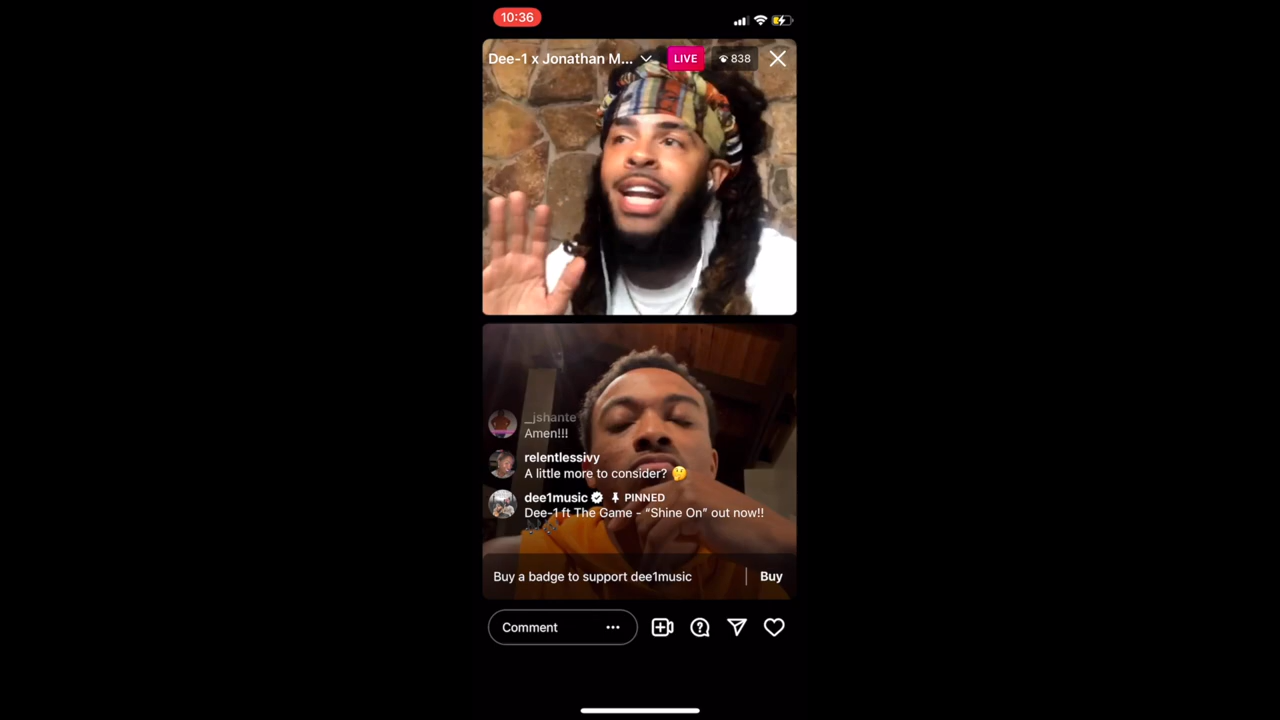 10:36
Dee-1 x Jonathan M... LIVE 838
_jshante
Amen!!!
relentlessivy
A little more to consider? 🤔
dee1music PINNED
Dee-1 ft The Game - “Shine On” out now!!
Buy a badge to support dee1music Buy
Comment